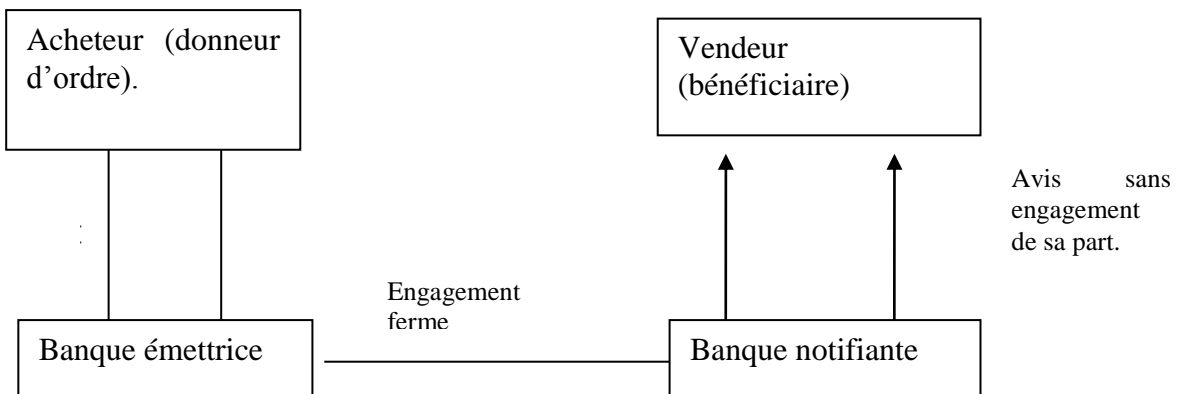 Acheteur (donneur
d’ordre).
Vendeur
(bénéficiaire)
Avis sans
engagement
de sa part.
Engagement
ferme
Banque émettrice
Banque notifiante